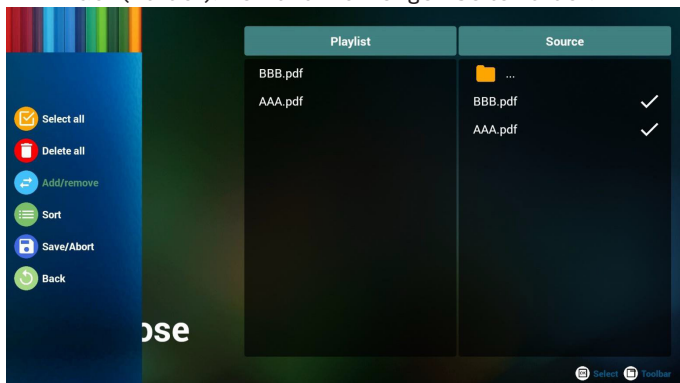 Playlist
Source
BBB.pdf
AAA.pdf
...
BBB.pdf
AAA.pdf
Select all
Delete all
Add/remove
Sort
Save/Abort
Back
ose
Select
Toolbar